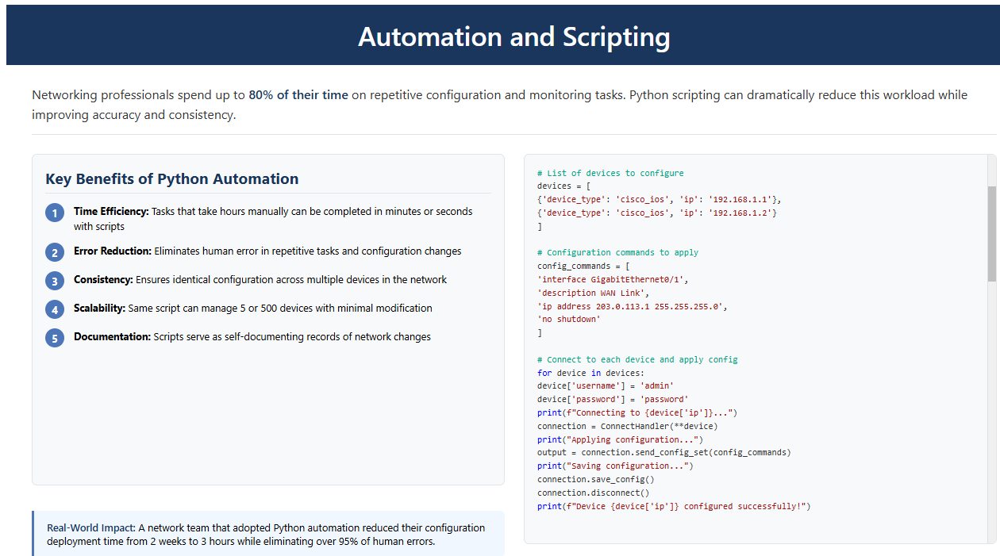 Automation and Scripting
Networking professionals spend up to 80% of their time on repetitive configuration and monitoring tasks. Python scripting can dramatically reduce this workload while
improving accuracy and consistency.
Key Benefits of Python Automation
1 Time Efficiency: Tasks that take hours manually can be completed in minutes or seconds
with scripts
2 Error Reduction: Eliminates human error in repetitive tasks and configuration changes
3 Consistency: Ensures identical configuration across multiple devices in the network
4 Scalability: Same script can manage 5 or 500 devices with minimal modification
5 Documentation: Scripts serve as self-documenting records of network changes
Real-World Impact: A network team that adopted Python automation reduced their configuration
deployment time from 2 weeks to 3 hours while eliminating over 95% of human errors.
# List of devices to configure
devices = [
{'device_type': 'cisco_ios', 'ip': '192.168.1.1'},
{'device_type': 'cisco_ios', 'ip': '192.168.1.2'}
]
# Configuration commands to apply
config_commands = [
'interface GigabitEthernet0/1',
'description WAN Link',
'ip address 203.0.113.1 255.255.255.0',
'no shutdown'
]
# Connect to each device and apply config
for device in devices:
device['username'] = 'admin'
device['password'] = 'password'
print(f"Connecting to {device['ip']}...")
connection = ConnectHandler(**device)
print("Applying configuration...")
output = connection.send_config_set(config_commands)
print("Saving configuration...")
connection.save_config()
connection.disconnect()
print(f"Device {device['ip']} configured successfully!")